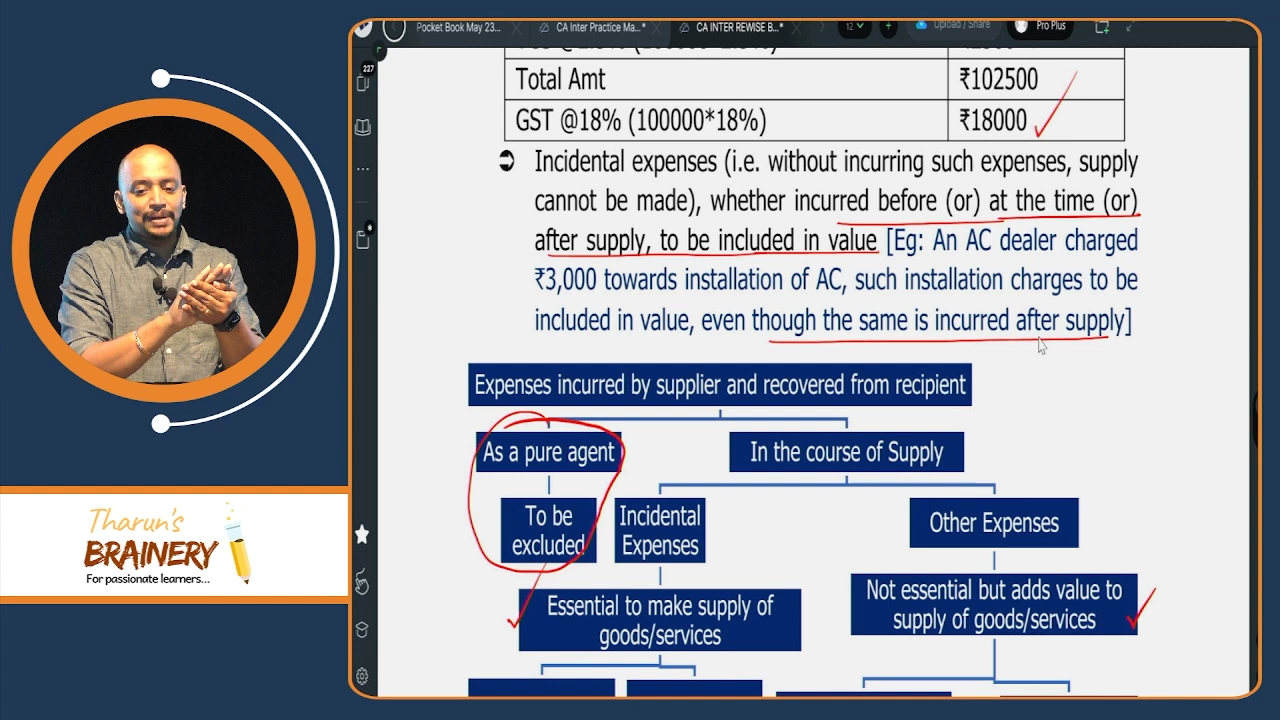 Pocket Book May 23...
CA Inter Practice Ma...*
CA INTER REWISE B...*
12
Upload / Share
Pro Plus
227
Total Amt
₹102500
GST @18% (100000*18%)
₹18000
➲ Incidental expenses (i.e. without incurring such expenses, supply
cannot be made), whether incurred before (or) at the time (or)
after supply, to be included in value [Eg: An AC dealer charged
₹3,000 towards installation of AC, such installation charges to be
included in value, even though the same is incurred after supply]
Expenses incurred by supplier and recovered from recipient
As a pure agent
In the course of Supply
To be
excluded
Incidental
Expenses
Other Expenses
Essential to make supply of
goods/services
Not essential but adds value to
supply of goods/services
Tharun's
BRAINERY
For passionate learners...